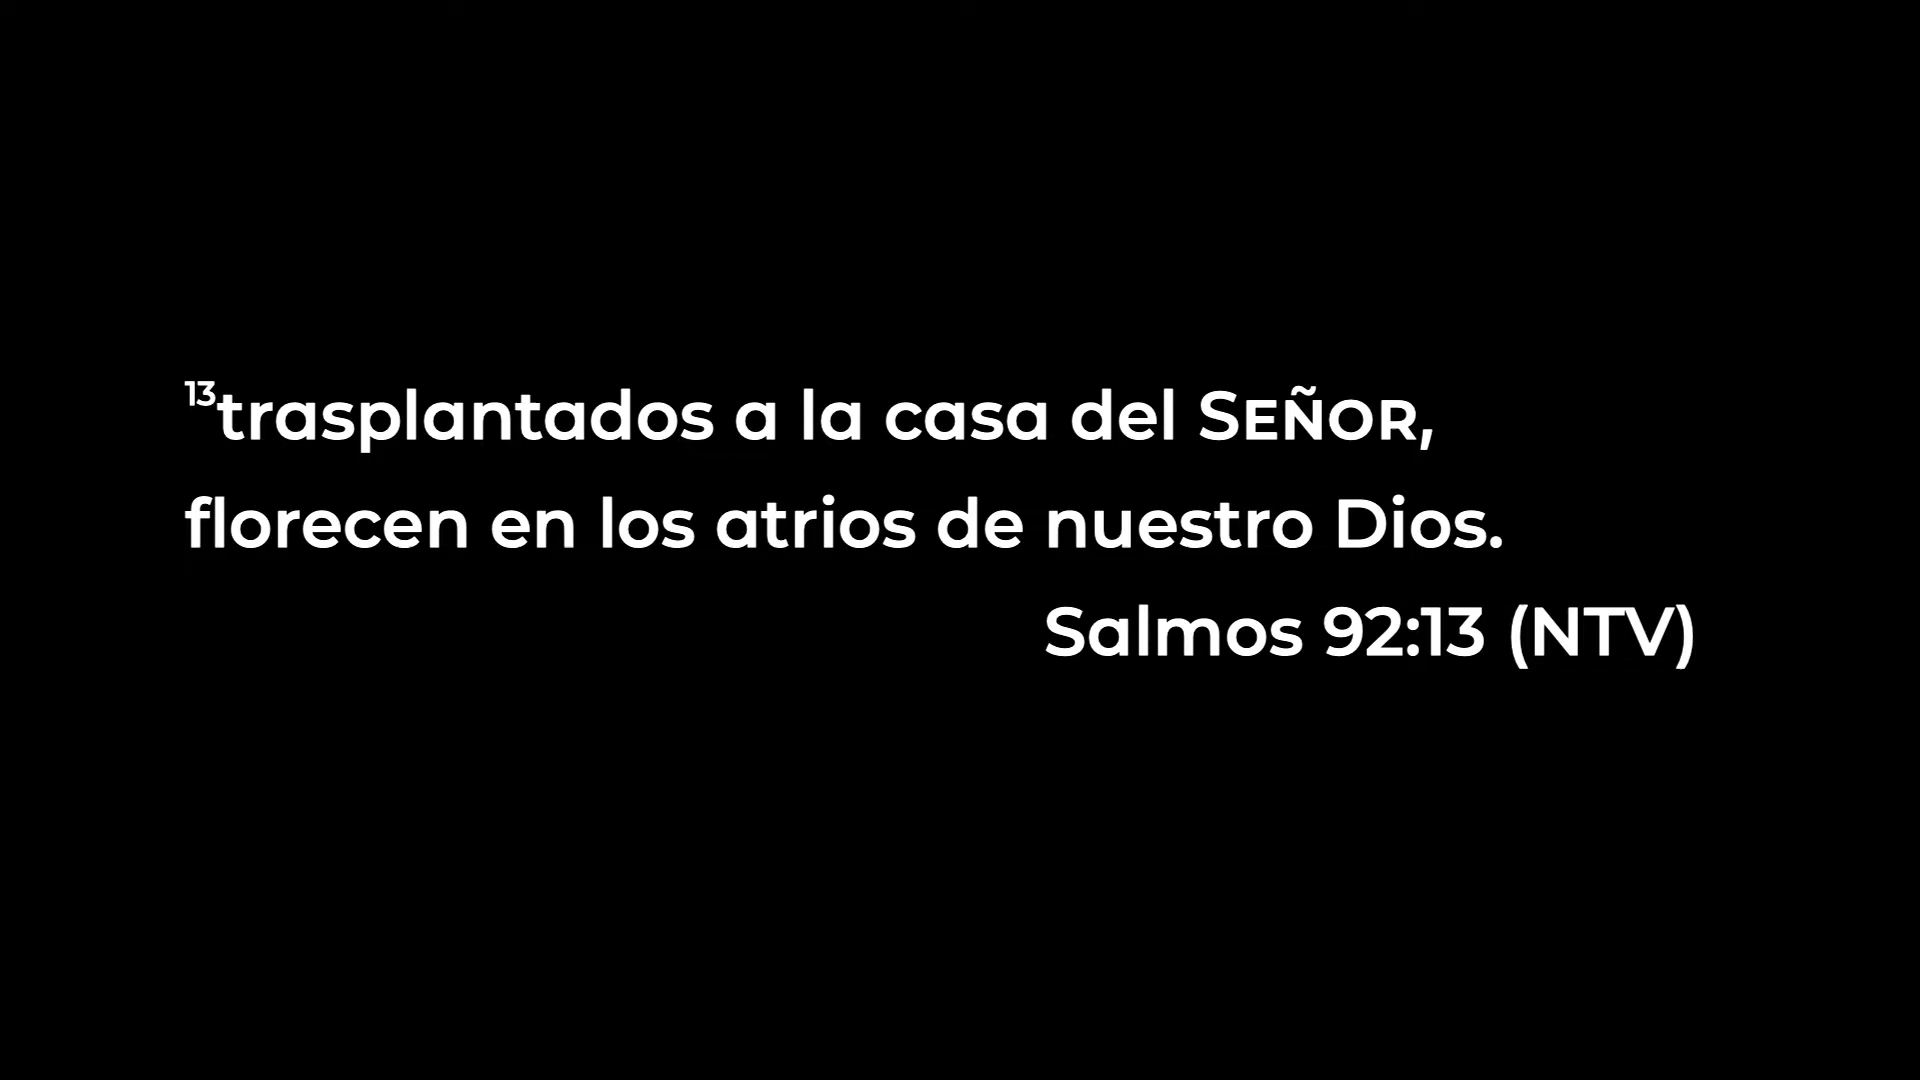 13trasplantados a la casa del SEÑOR,
florecen en los atrios de nuestro Dios.
Salmos 92:13 (NTV)